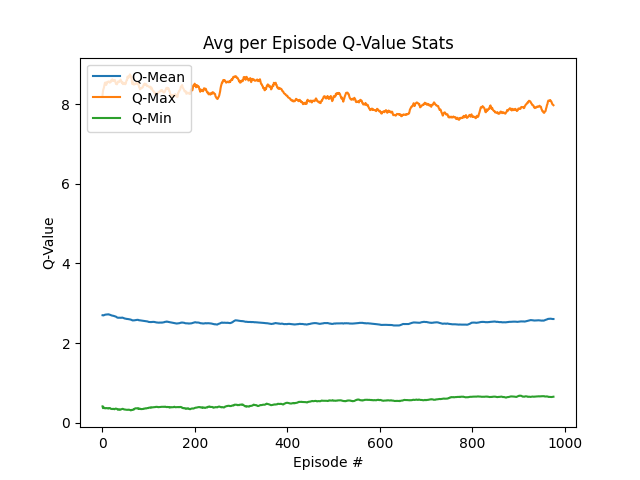 Avg per Episode Q-Value Stats
Q-Mean
Q-Max
Q-Min
Q-Value
8
6
4
2
0
0 200 400 600 800 1000
Episode #